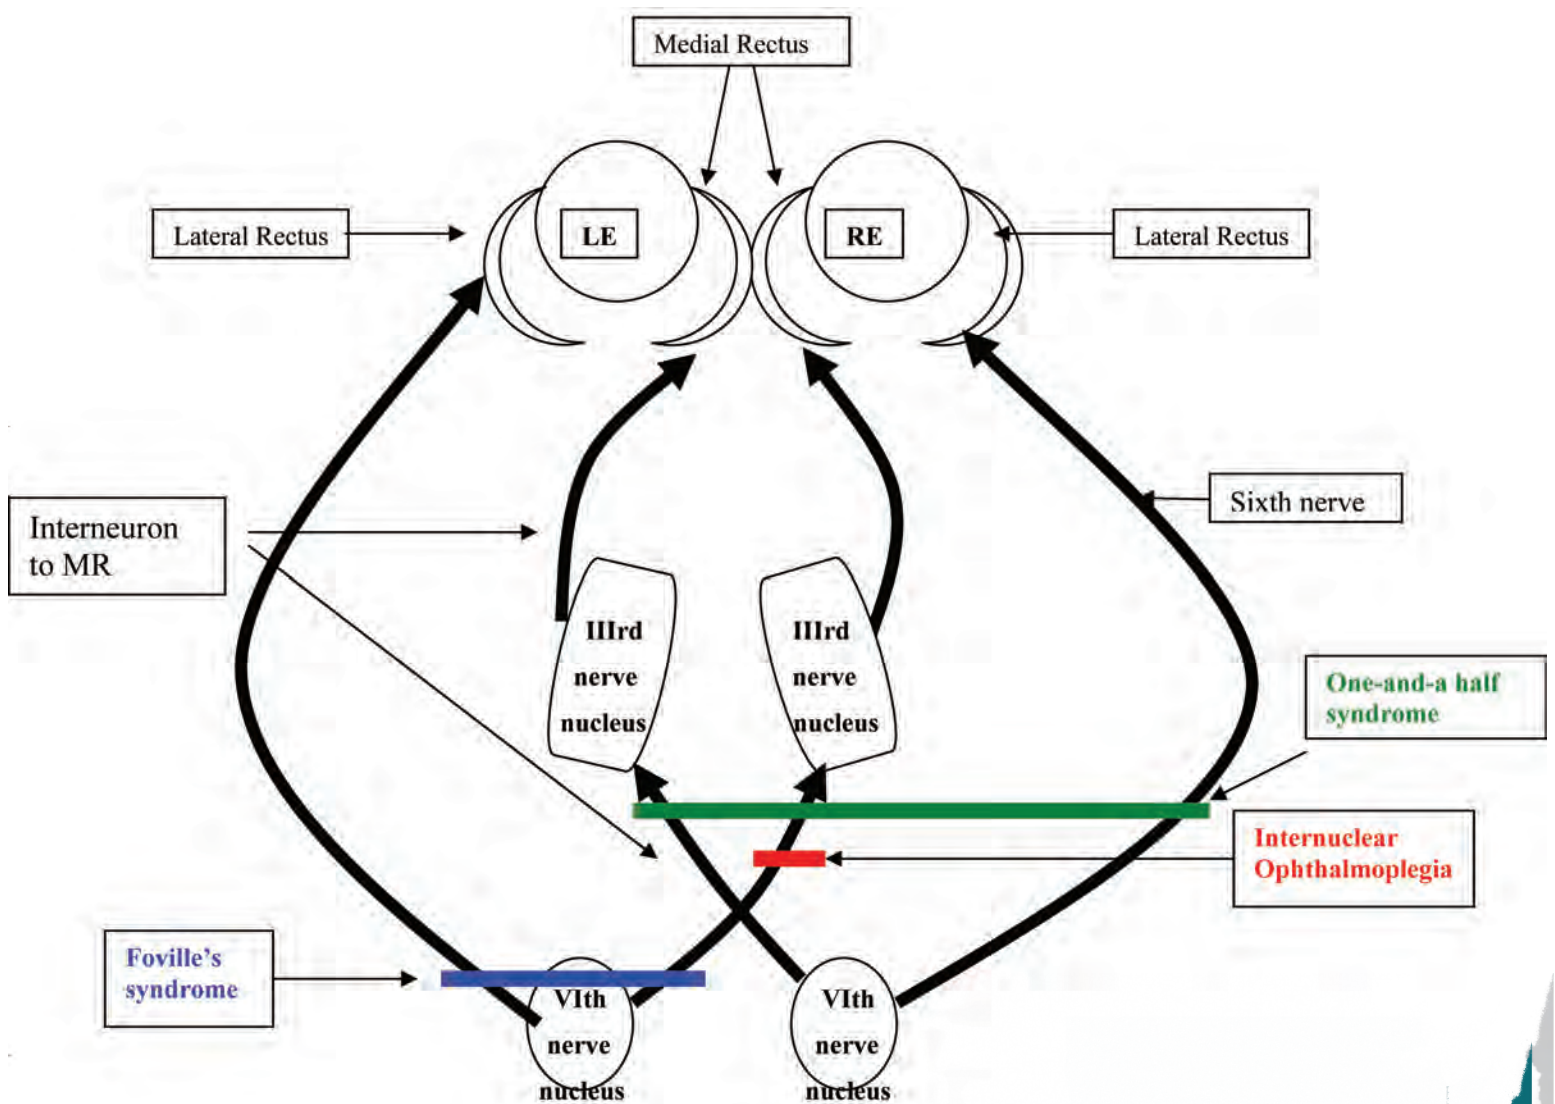 Medial Rectus
Lateral Rectus
LE
RE
Lateral Rectus
Interneuron
to MR
Sixth nerve
IIIrd
nerve
nucleus
IIIrd
nerve
nucleus
One-and-a half
syndrome
Internuclear
Ophthalmoplegia
Foville's
syndrome
VIth
nerve
nucleus
VIth
nerve
nucleus